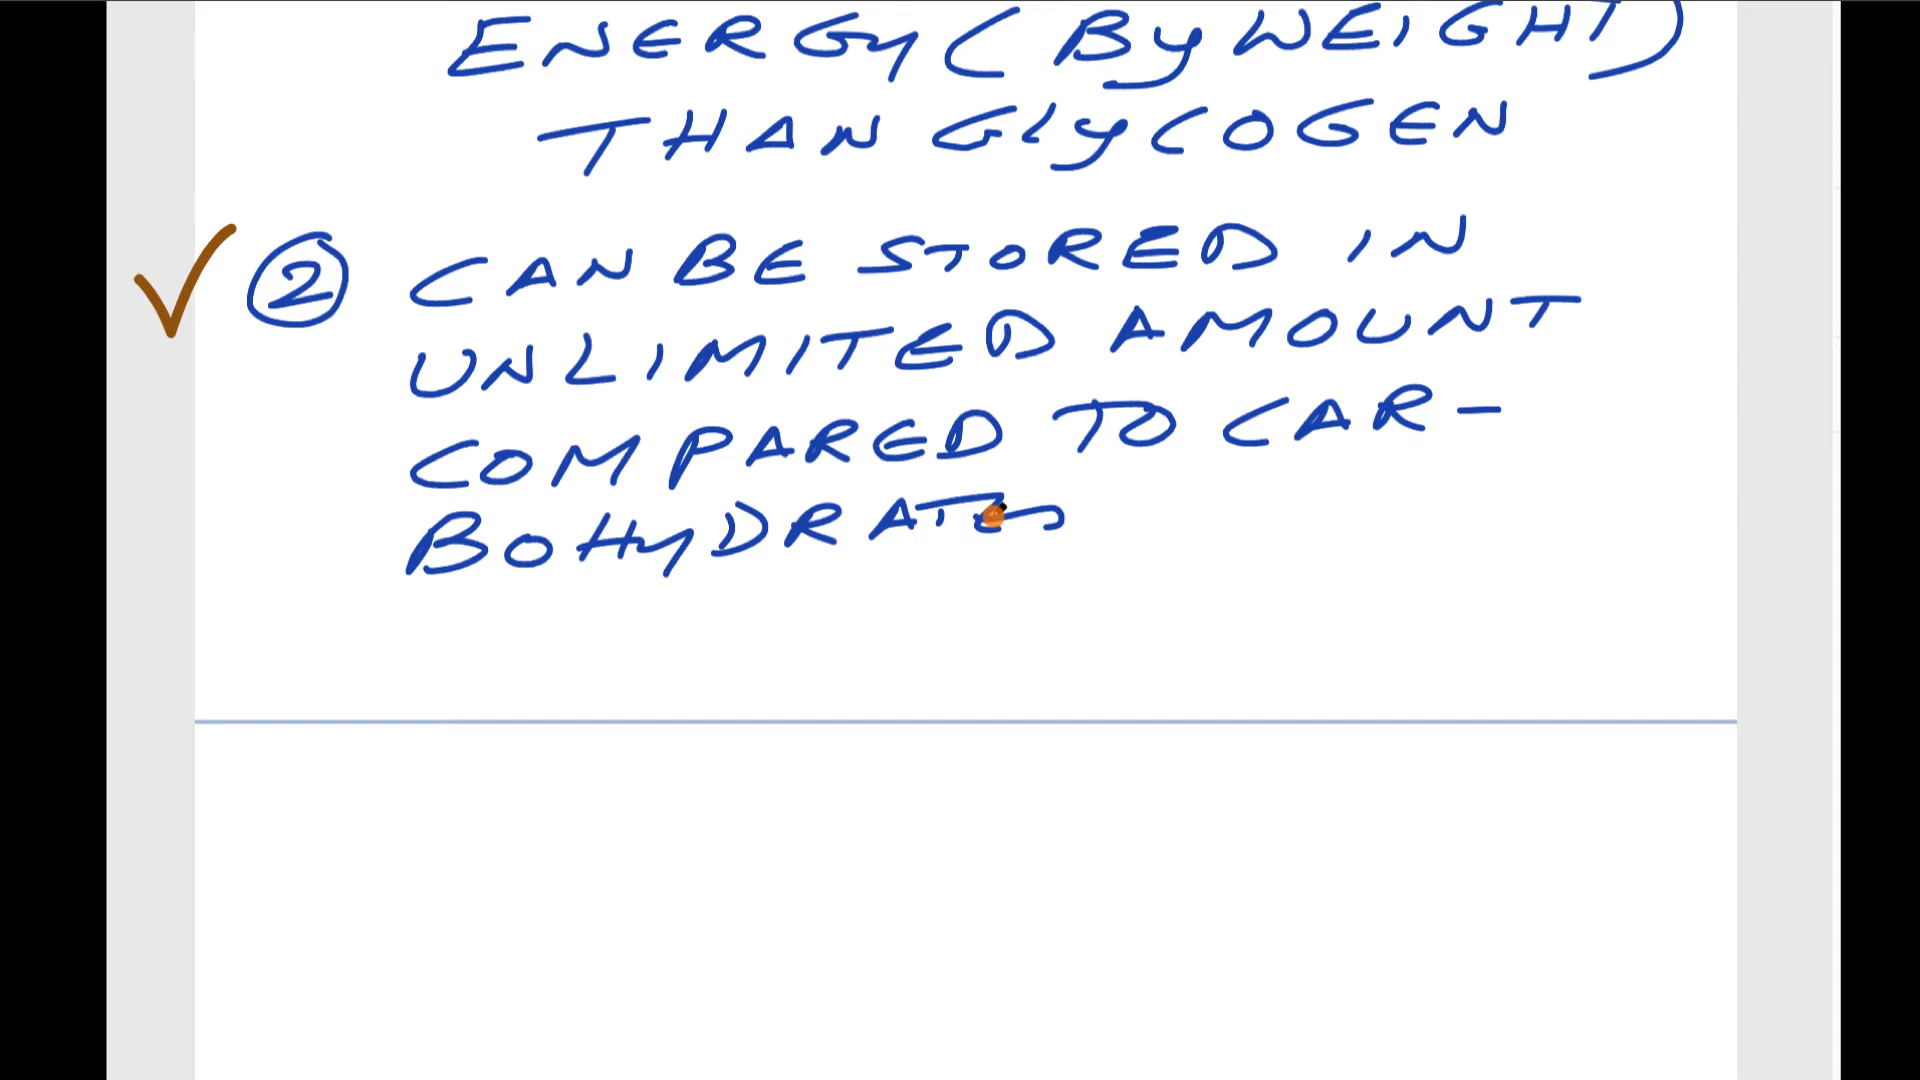 ENERGY (BY WEIGHT)
THAN GLYCOGEN
② CAN BE STORED IN
UNLIMITED AMOUNT
COMPARED TO CAR-
BOHYDRATES